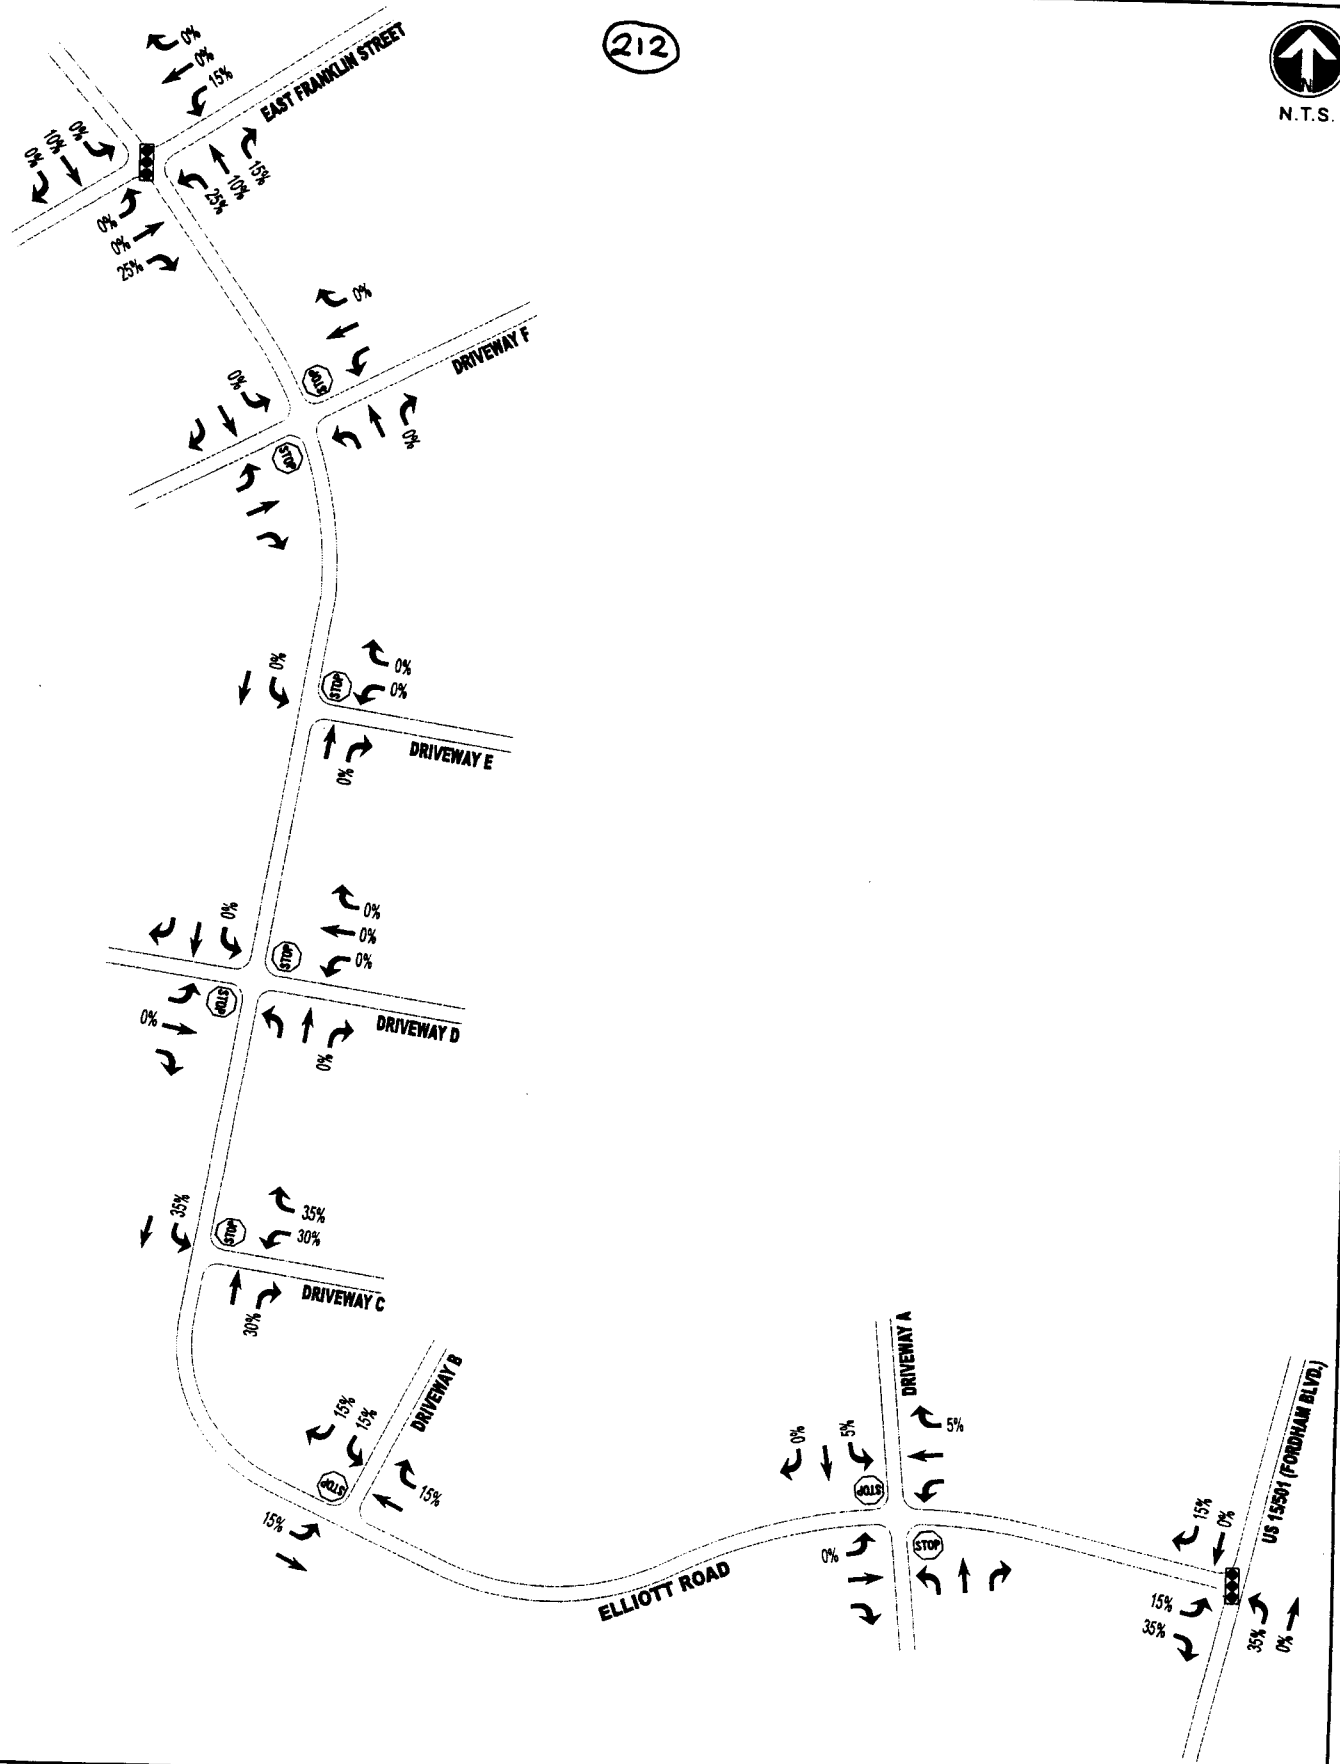 212
N
N.T.S.
0%
0%
15%
EAST FRANKLIN STREET
0%
10%
0%
15%
10%
25%
0%
0%
25%
0%
STOP
DRIVEWAY F
0%
0%
STOP
0%
STOP
0%
0%
0%
DRIVEWAY E
0%
STOP
0%
0%
0%
STOP
0%
DRIVEWAY D
0%
35%
STOP
35%
30%
DRIVEWAY C
30%
DRIVEWAY B
15%
15%
STOP
15%
15%
DRIVEWAY A
0%
5%
5%
STOP
STOP
0%
ELLIOTT ROAD
US 15/501 (FORDHAM BLVD.)
15%
0%
15%
35%
35%
0%